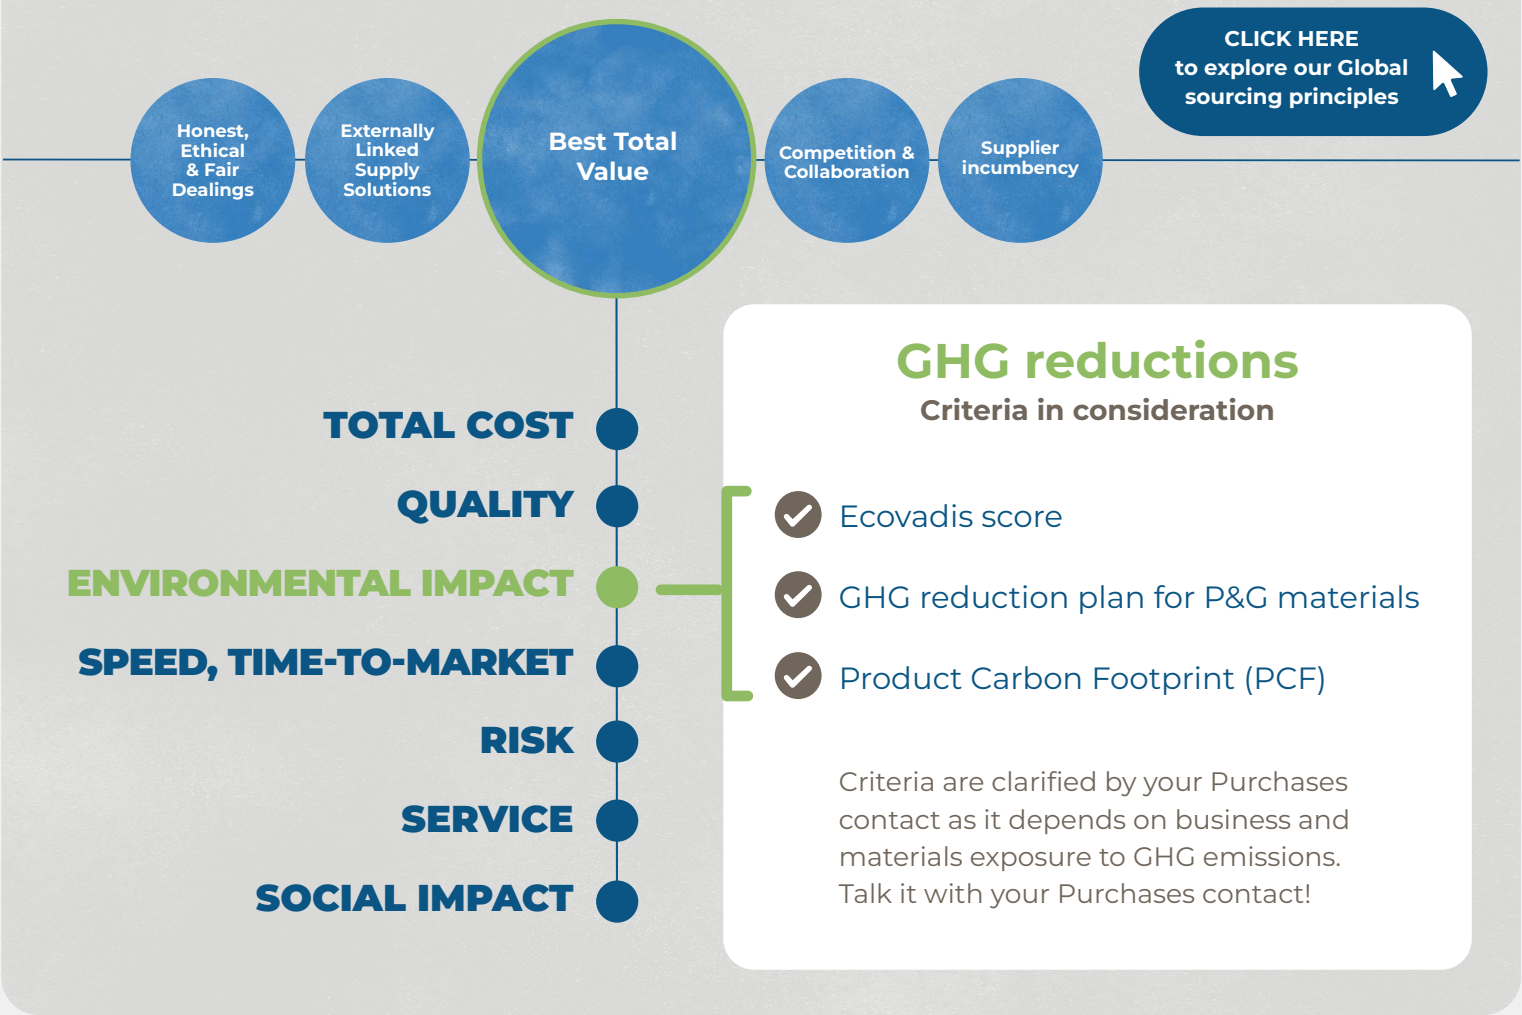 CLICK HERE
to explore our Global
sourcing principles
Honest,
Ethical
& Fair
Dealings
Externally
Linked
Supply
Solutions
Best Total
Value
Competition &
Collaboration
Supplier
incumbency
GHG reductions
Criteria in consideration
TOTAL COST
QUALITY
ENVIRONMENTAL IMPACT
SPEED, TIME-TO-MARKET
RISK
SERVICE
SOCIAL IMPACT
Ecovadis score
GHG reduction plan for P&G materials
Product Carbon Footprint (PCF)
Criteria are clarified by your Purchases
contact as it depends on business and
materials exposure to GHG emissions.
Talk it with your Purchases contact!